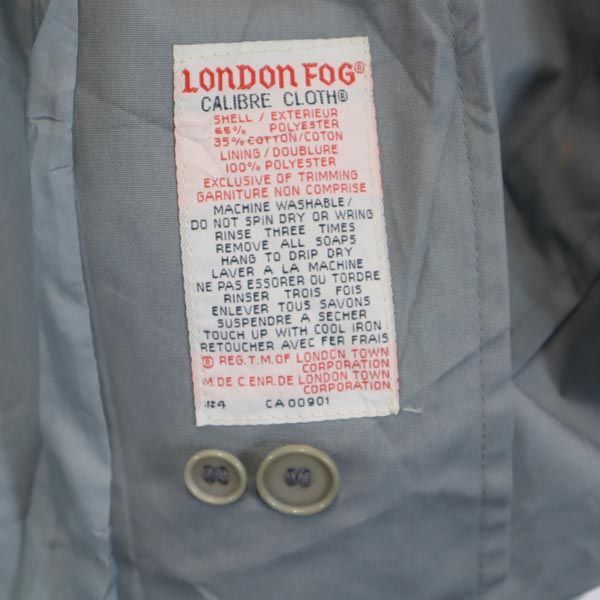 LONDON FOG®
CALIBRE CLOTH®
SHELL / EXTERIEUR
65% POLYESTER
35% COTTON/COTON
LINING / DOUBLURE
100% POLYESTER
EXCLUSIVE OF TRIMMING
GARNITURE NON COMPRISE
MACHINE WASHABLE/
DO NOT SPIN DRY OR WRING
RINSE THREE TIMES
REMOVE ALL SOAPS
HANG TO DRIP DRY
LAVER A LA MACHINE
NE PAS ESSORER OU TORDRE
RINSER TROIS FOIS
ENLEVER TOUS SAVONS
SUSPENDRE A SECHER
TOUCH UP WITH COOL IRON
RETOUCHER AVEC FER FRAIS
® REG.T.M.OF LONDON TOWN
CORPORATION
M.DE C.ENR.DE LONDON TOWN
CORPORATION
CA00901